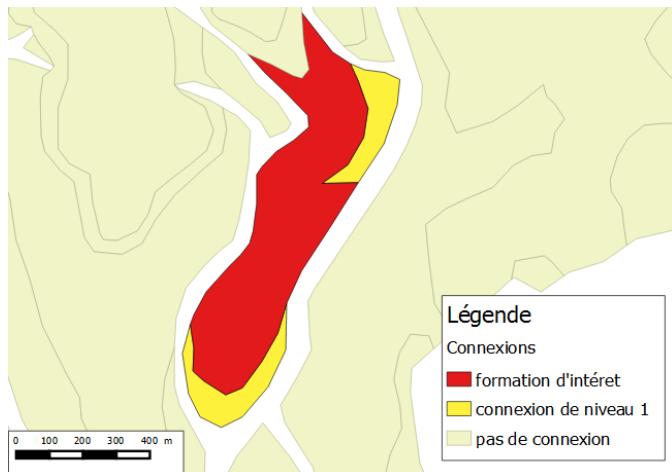 Légende
Connexions
formation d'intéret
connexion de niveau 1
pas de connexion
0 100 200 300 400 m